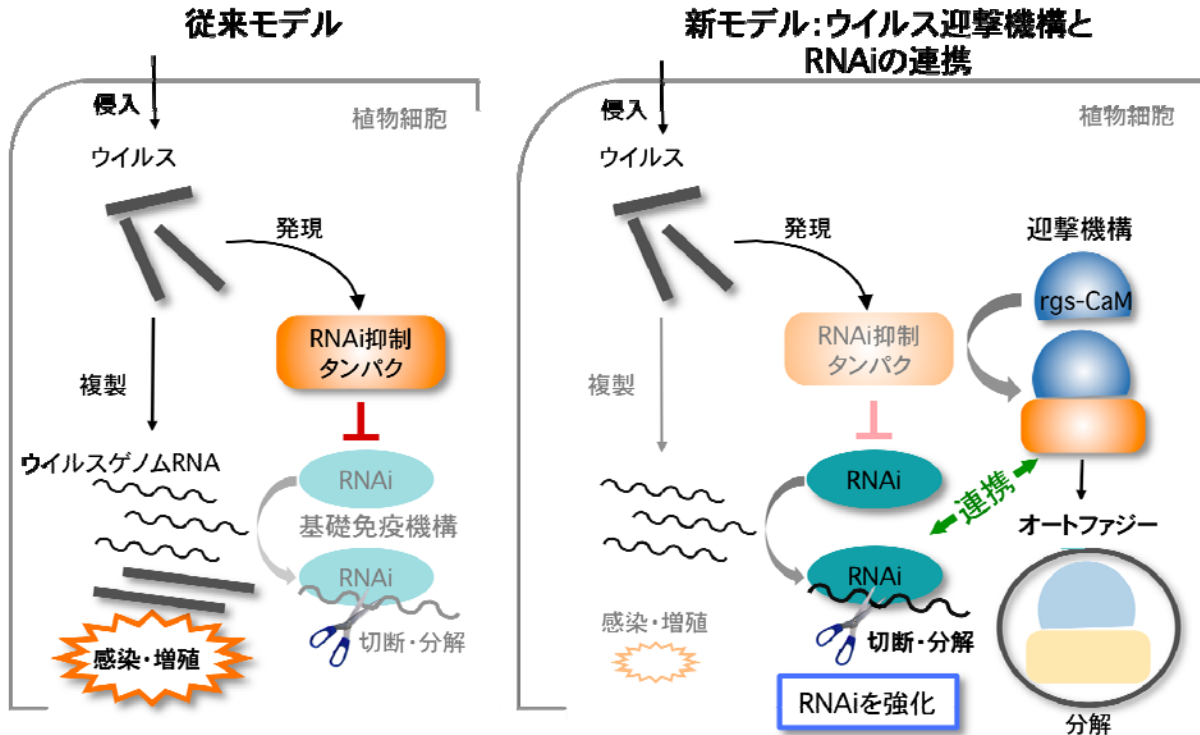 従来モデル
侵入
植物細胞
ウイルス
発現
RNAi抑制
タンパク
複製
ウイルスゲノムRNA
RNAi
基礎免疫機構
RNAi
切断・分解
感染・増殖
新モデル：ウイルス迎撃機構と
RNAiの連携
侵入
植物細胞
ウイルス
発現
迎撃機構
rgs-CaM
RNAi抑制
タンパク
複製
RNAi
連携
オートファジー
RNAi
感染・増殖
切断・分解
RNAiを強化
分解